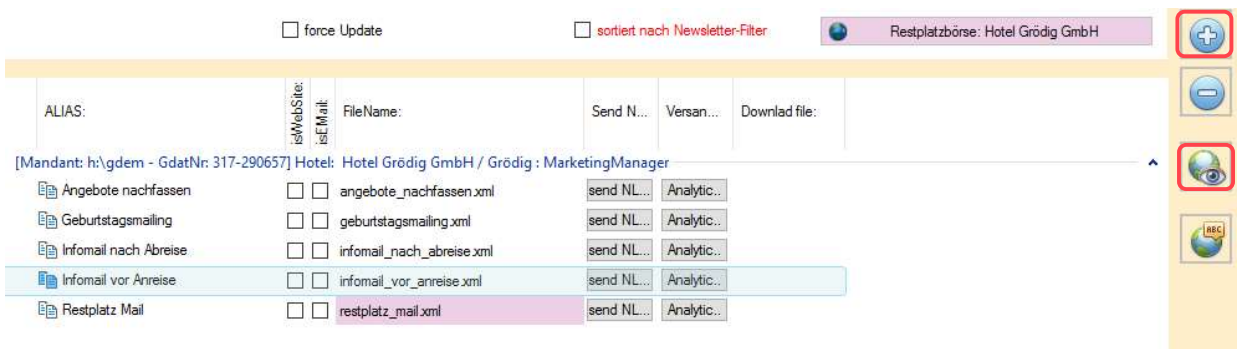 force Update sortiert nach Newsletter-Filter Restplatzbörse: Hotel Grödig GmbH
ALIAS: isWebSite: isEMail: FileName: Send N... Versan... Downlad file:
[Mandant: h:\gdem - GdatNr: 317-290657] Hotel: Hotel Grödig GmbH / Grödig : MarketingManager
Angebote nachfassen angebote_nachfassen.xml send NL... Analytic..
Geburtstagsmailing geburtstagsmailing.xml send NL... Analytic..
Infomail nach Abreise infomail_nach_abreise.xml send NL... Analytic..
Infomail vor Anreise infomail_vor_anreise.xml send NL... Analytic..
Restplatz Mail restplatz_mail.xml send NL... Analytic..
ABC